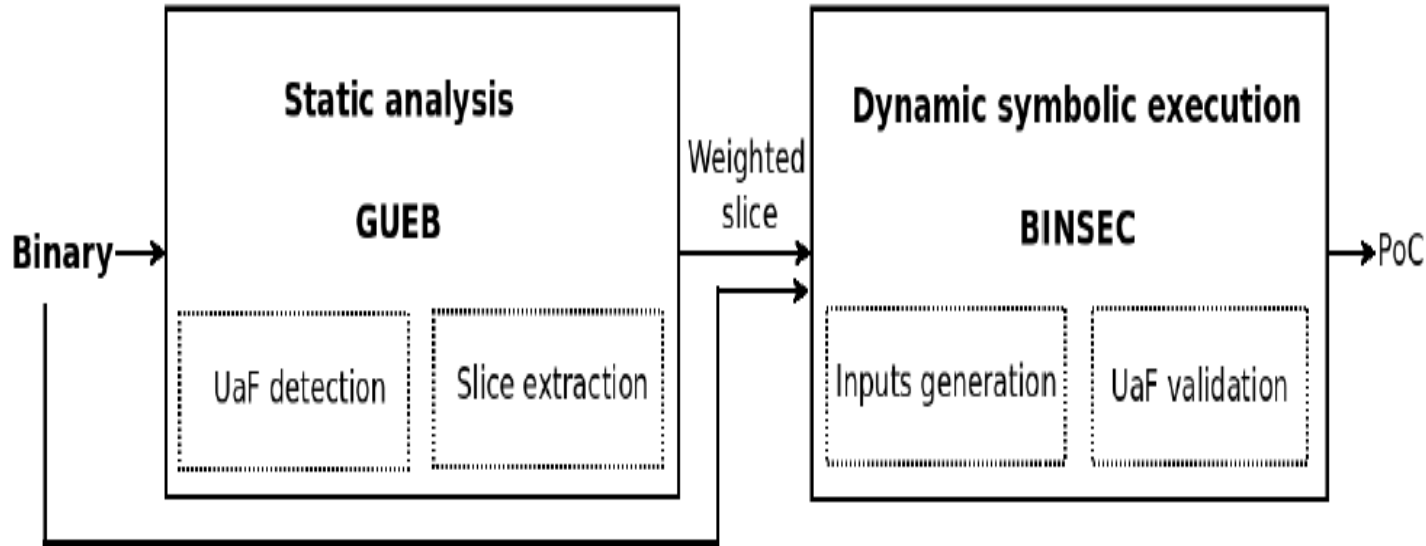 Static analysis
GUEB
UaF detection
Slice extraction
Binary
Weighted
slice
Dynamic symbolic execution
BINSEC
Inputs generation
UaF validation
PoC